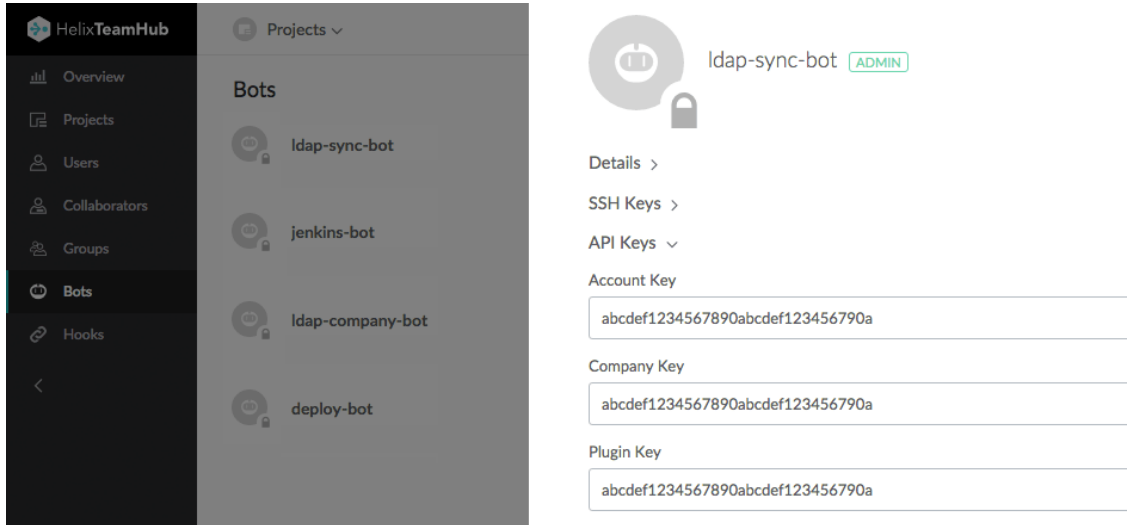 HelixTeamHub
Overview
Projects
Users
Collaborators
Groups
Bots
Hooks
Projects
Bots
ldap-sync-bot
jenkins-bot
ldap-company-bot
deploy-bot
ldap-sync-bot ADMIN
Details
SSH Keys
API Keys
Account Key
abcdef1234567890abcdef123456790a
Company Key
abcdef1234567890abcdef123456790a
Plugin Key
abcdef1234567890abcdef123456790a